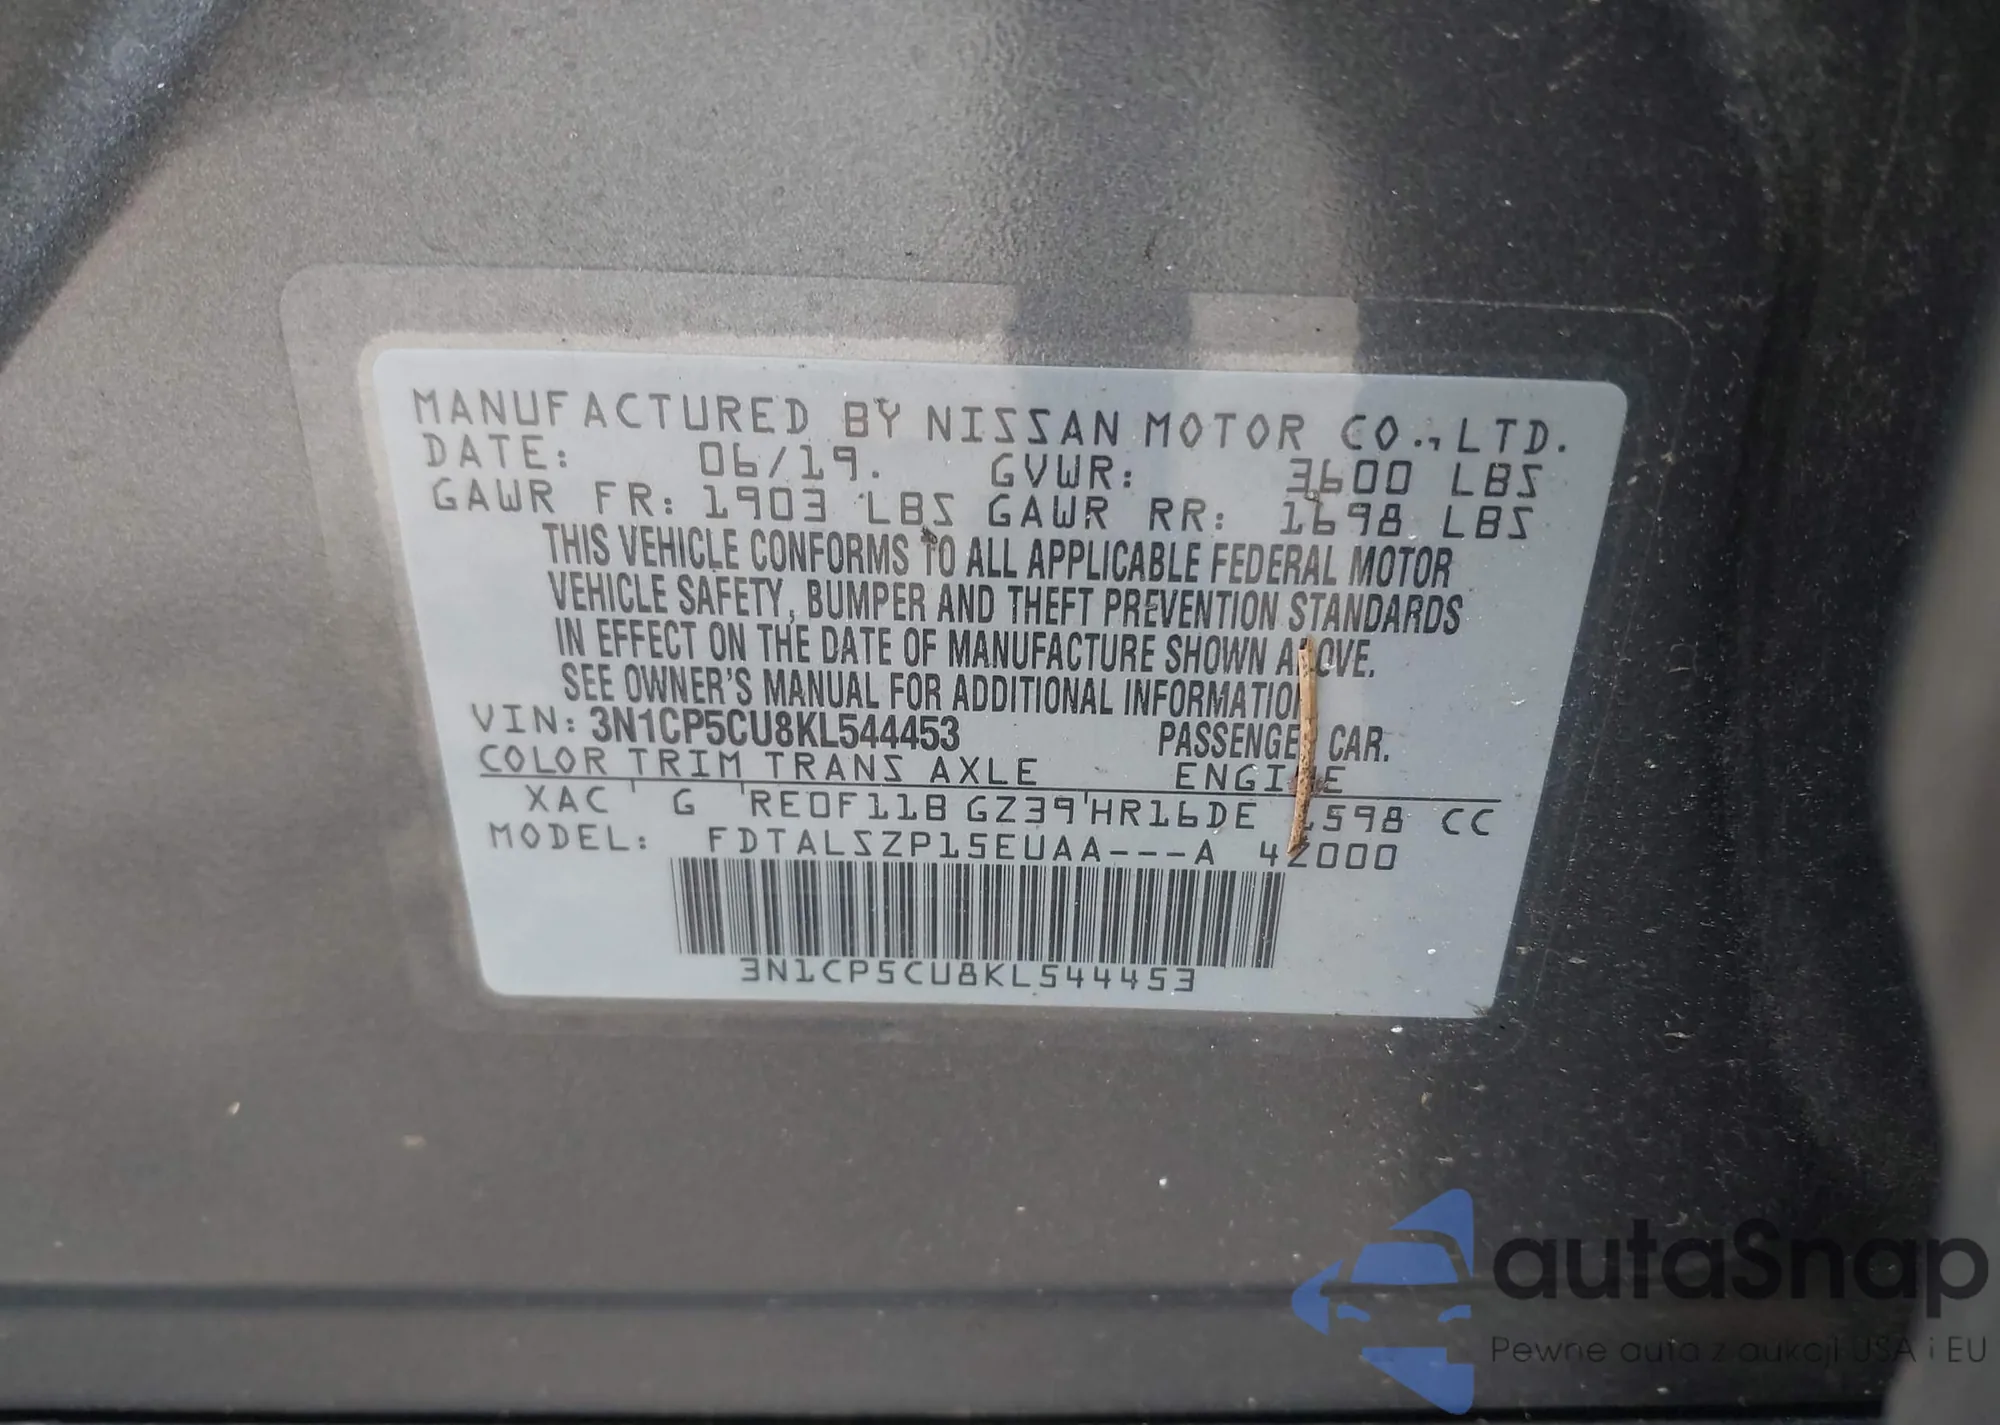 MANUFACTURED BY NISSAN MOTOR CO., LTD.
DATE: 06/19. GVWR: 3600 LBS
GAWR FR: 1903 LBS GAWR RR: 1698 LBS
THIS VEHICLE CONFORMS TO ALL APPLICABLE FEDERAL MOTOR
VEHICLE SAFETY, BUMPER AND THEFT PREVENTION STANDARDS
IN EFFECT ON THE DATE OF MANUFACTURE SHOWN ABOVE.
SEE OWNER'S MANUAL FOR ADDITIONAL INFORMATION
VIN: 3N1CP5CU8KL544453 PASSENGER CAR.
COLOR TRIM TRANS AXLE ENGINE
XAC ' G 'RE0F11B GZ39'HR16DE 1598 CC
MODEL: FDTALSZP15EUAA---A 42000
3N1CP5CU8KL544453
autaSnap
Pewne auta z aukcji USA i EU